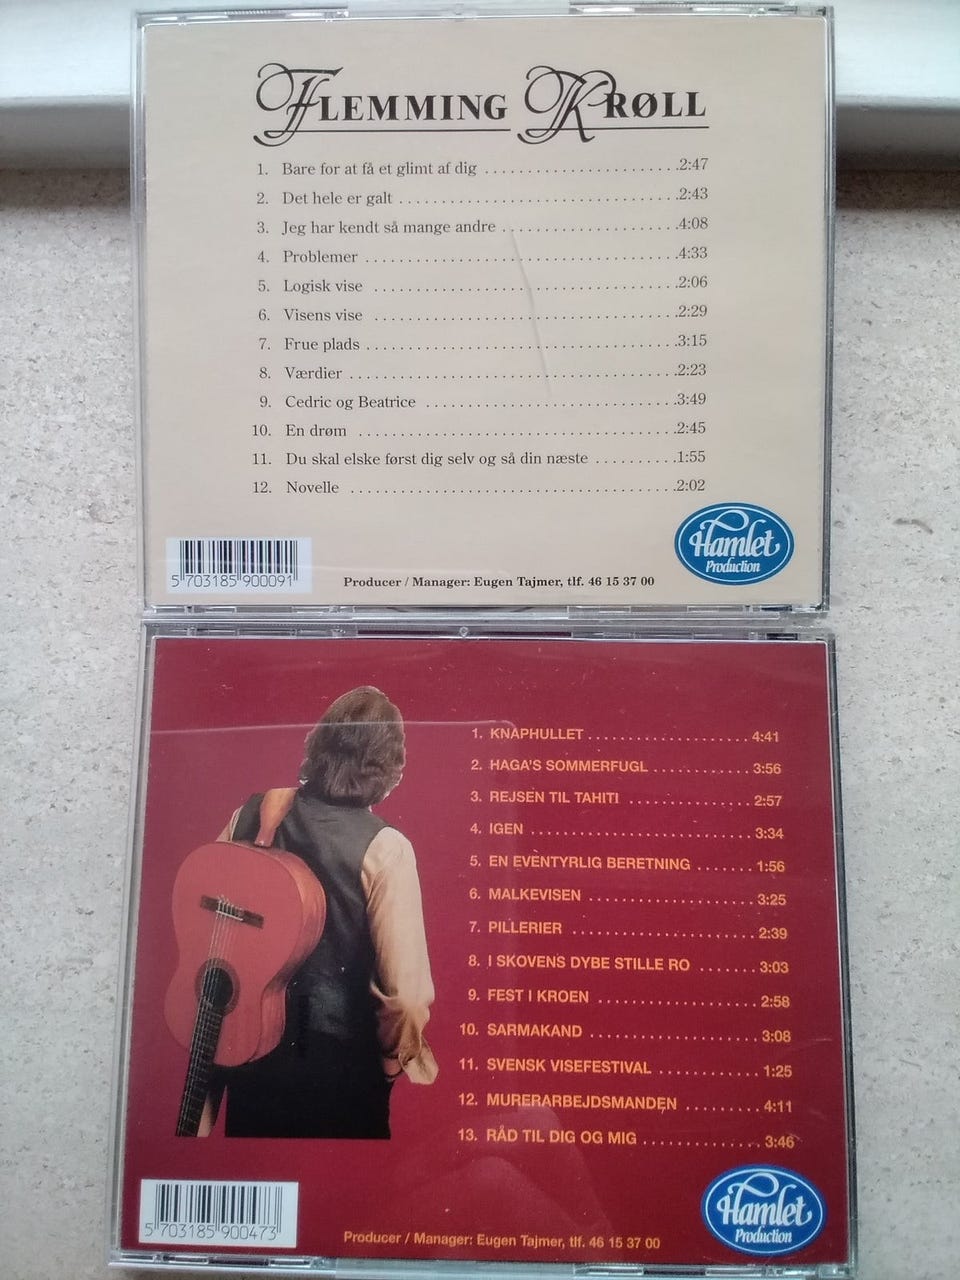 FLEMMING KRØLL
1. Bare for at få et glimt af dig ........................2:47
2. Det hele er galt ..................................2:43
3. Jeg har kendt så mange andre .....................4:08
4. Problemer ......................................4:33
5. Logisk vise .....................................2:06
6. Visens vise .....................................2:29
7. Frue plads ......................................3:15
8. Værdier ........................................2:23
9. Cedric og Beatrice ...............................3:49
10. En drøm .......................................2:45
11. Du skal elske først dig selv og så din næste ..........1:55
12. Novelle ........................................2:02
Hamlet
Production
5 703185 900091
Producer / Manager: Eugen Tajmer, tlf. 46 15 37 00
1. KNAPHULLET ....................4:41
2. HAGA'S SOMMERFUGL .............3:56
3. REJSEN TIL TAHITI ...............2:57
4. IGEN ...........................3:34
5. EN EVENTYRLIG BERETNING .......1:56
6. MALKEVISEN ....................3:25
7. PILLERIER ......................2:39
8. I SKOVENS DYBE STILLE RO .......3:03
9. FEST I KROEN ...................2:58
10. SARMAKAND ....................3:08
11. SVENSK VISEFESTIVAL .............1:25
12. MURERARBEJDSMANDEN .........4:11
13. RÅD TIL DIG OG MIG ..............3:46
Hamlet
Production
5 703185 900473
Producer / Manager: Eugen Tajmer, tlf. 46 15 37 00